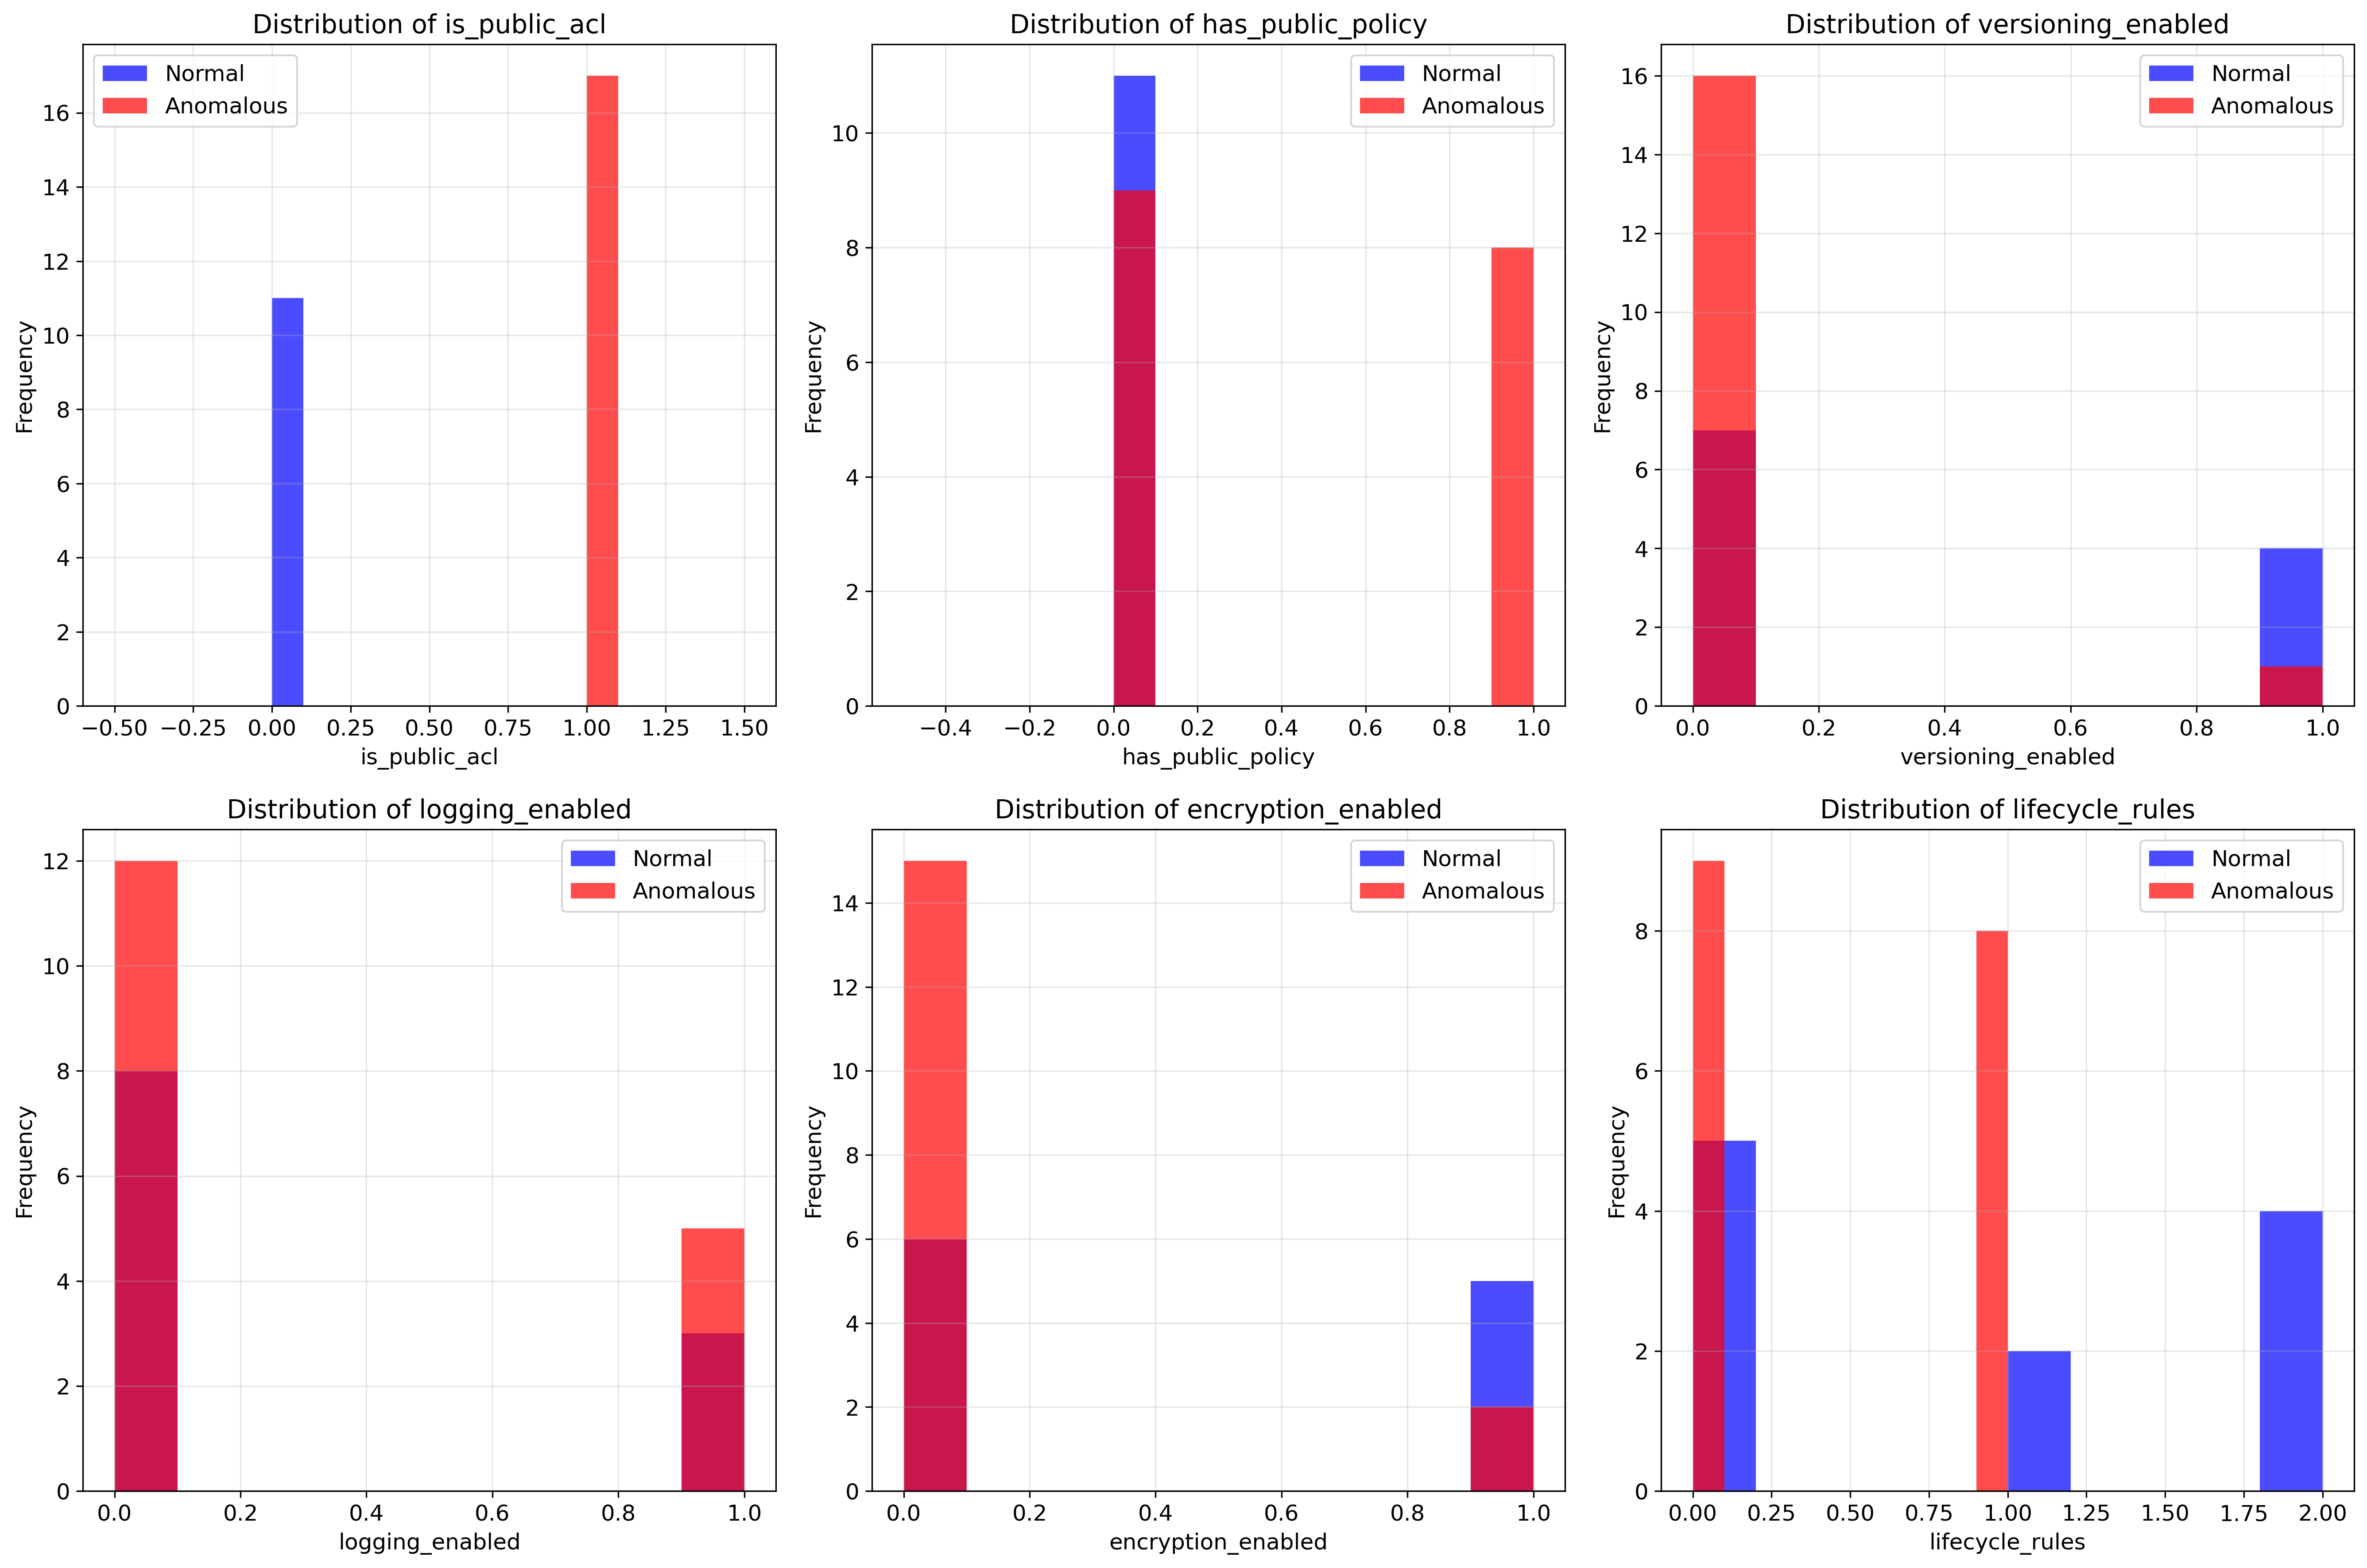 Distribution of is_public_acl
Normal
Anomalous
Frequency
16
14
12
10
8
6
4
2
0
−0.50 −0.25 0.00 0.25 0.50 0.75 1.00 1.25 1.50
is_public_acl
Distribution of has_public_policy
Normal
Anomalous
Frequency
10
8
6
4
2
0
−0.4 −0.2 0.0 0.2 0.4 0.6 0.8 1.0
has_public_policy
Distribution of versioning_enabled
Normal
Anomalous
Frequency
16
14
12
10
8
6
4
2
0
0.0 0.2 0.4 0.6 0.8 1.0
versioning_enabled
Distribution of logging_enabled
Normal
Anomalous
Frequency
12
10
8
6
4
2
0
0.0 0.2 0.4 0.6 0.8 1.0
logging_enabled
Distribution of encryption_enabled
Normal
Anomalous
Frequency
14
12
10
8
6
4
2
0
0.0 0.2 0.4 0.6 0.8 1.0
encryption_enabled
Distribution of lifecycle_rules
Normal
Anomalous
Frequency
8
6
4
2
0
0.00 0.25 0.50 0.75 1.00 1.25 1.50 1.75 2.00
lifecycle_rules